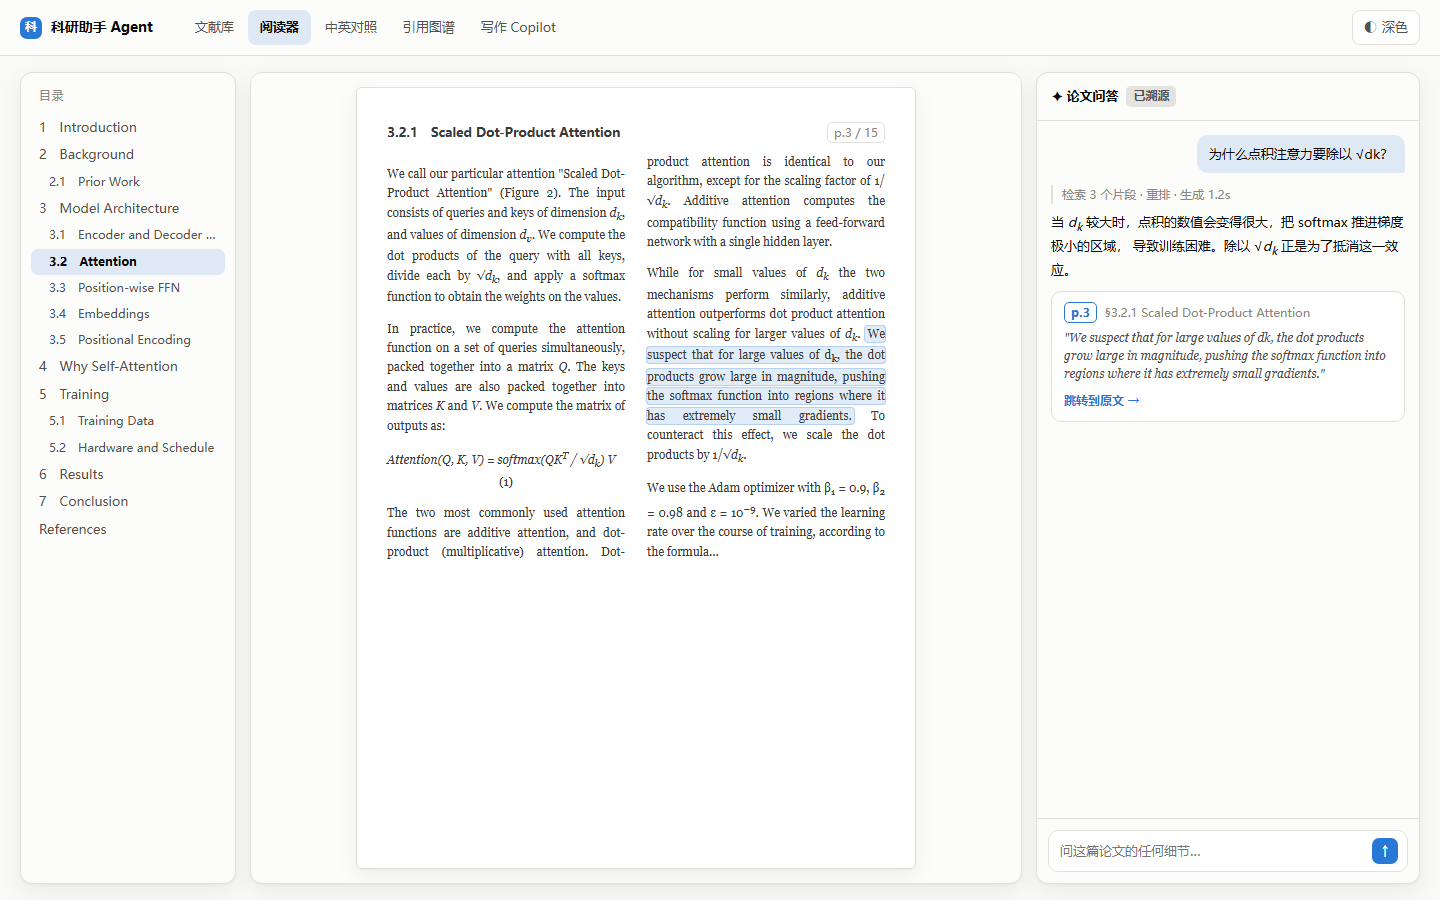 科 科研助手 Agent 文献库 阅读器 中英对照 引用图谱 写作 Copilot ◐ 深色
目录
1 Introduction
2 Background
2.1 Prior Work
3 Model Architecture
3.1 Encoder and Decoder ...
3.2 Attention
3.3 Position-wise FFN
3.4 Embeddings
3.5 Positional Encoding
4 Why Self-Attention
5 Training
5.1 Training Data
5.2 Hardware and Schedule
6 Results
7 Conclusion
References
3.2.1 Scaled Dot-Product Attention
p.3 / 15
We call our particular attention "Scaled Dot-
Product Attention" (Figure 2). The input
consists of queries and keys of dimension dk,
and values of dimension dv. We compute the
dot products of the query with all keys,
divide each by √dk, and apply a softmax
function to obtain the weights on the values.
In practice, we compute the attention
function on a set of queries simultaneously,
packed together into a matrix Q. The keys
and values are also packed together into
matrices K and V. We compute the matrix of
outputs as:
Attention(Q, K, V) = softmax(QKT / √dk) V
(1)
The two most commonly used attention
functions are additive attention, and dot-
product (multiplicative) attention. Dot-
product attention is identical to our
algorithm, except for the scaling factor of 1/
√dk. Additive attention computes the
compatibility function using a feed-forward
network with a single hidden layer.
While for small values of dk the two
mechanisms perform similarly, additive
attention outperforms dot product attention
without scaling for larger values of dk. We
suspect that for large values of dk, the dot
products grow large in magnitude, pushing
the softmax function into regions where it
has extremely small gradients. To
counteract this effect, we scale the dot
products by 1/√dk.
We use the Adam optimizer with β₁ = 0.9, β₂
= 0.98 and ε = 10⁻⁹. We varied the learning
rate over the course of training, according to
the formula...
✦ 论文问答 已溯源
为什么点积注意力要除以 √dk?
检索 3 个片段 · 重排 · 生成 1.2s
当 dk 较大时，点积的数值会变得很大，把 softmax 推进梯度
极小的区域， 导致训练困难。除以 √dk 正是为了抵消这一效
应。
p.3 §3.2.1 Scaled Dot-Product Attention
"We suspect that for large values of dk, the dot products
grow large in magnitude, pushing the softmax function into
regions where it has extremely small gradients."
跳转到原文 →
问这篇论文的任何细节... ↑